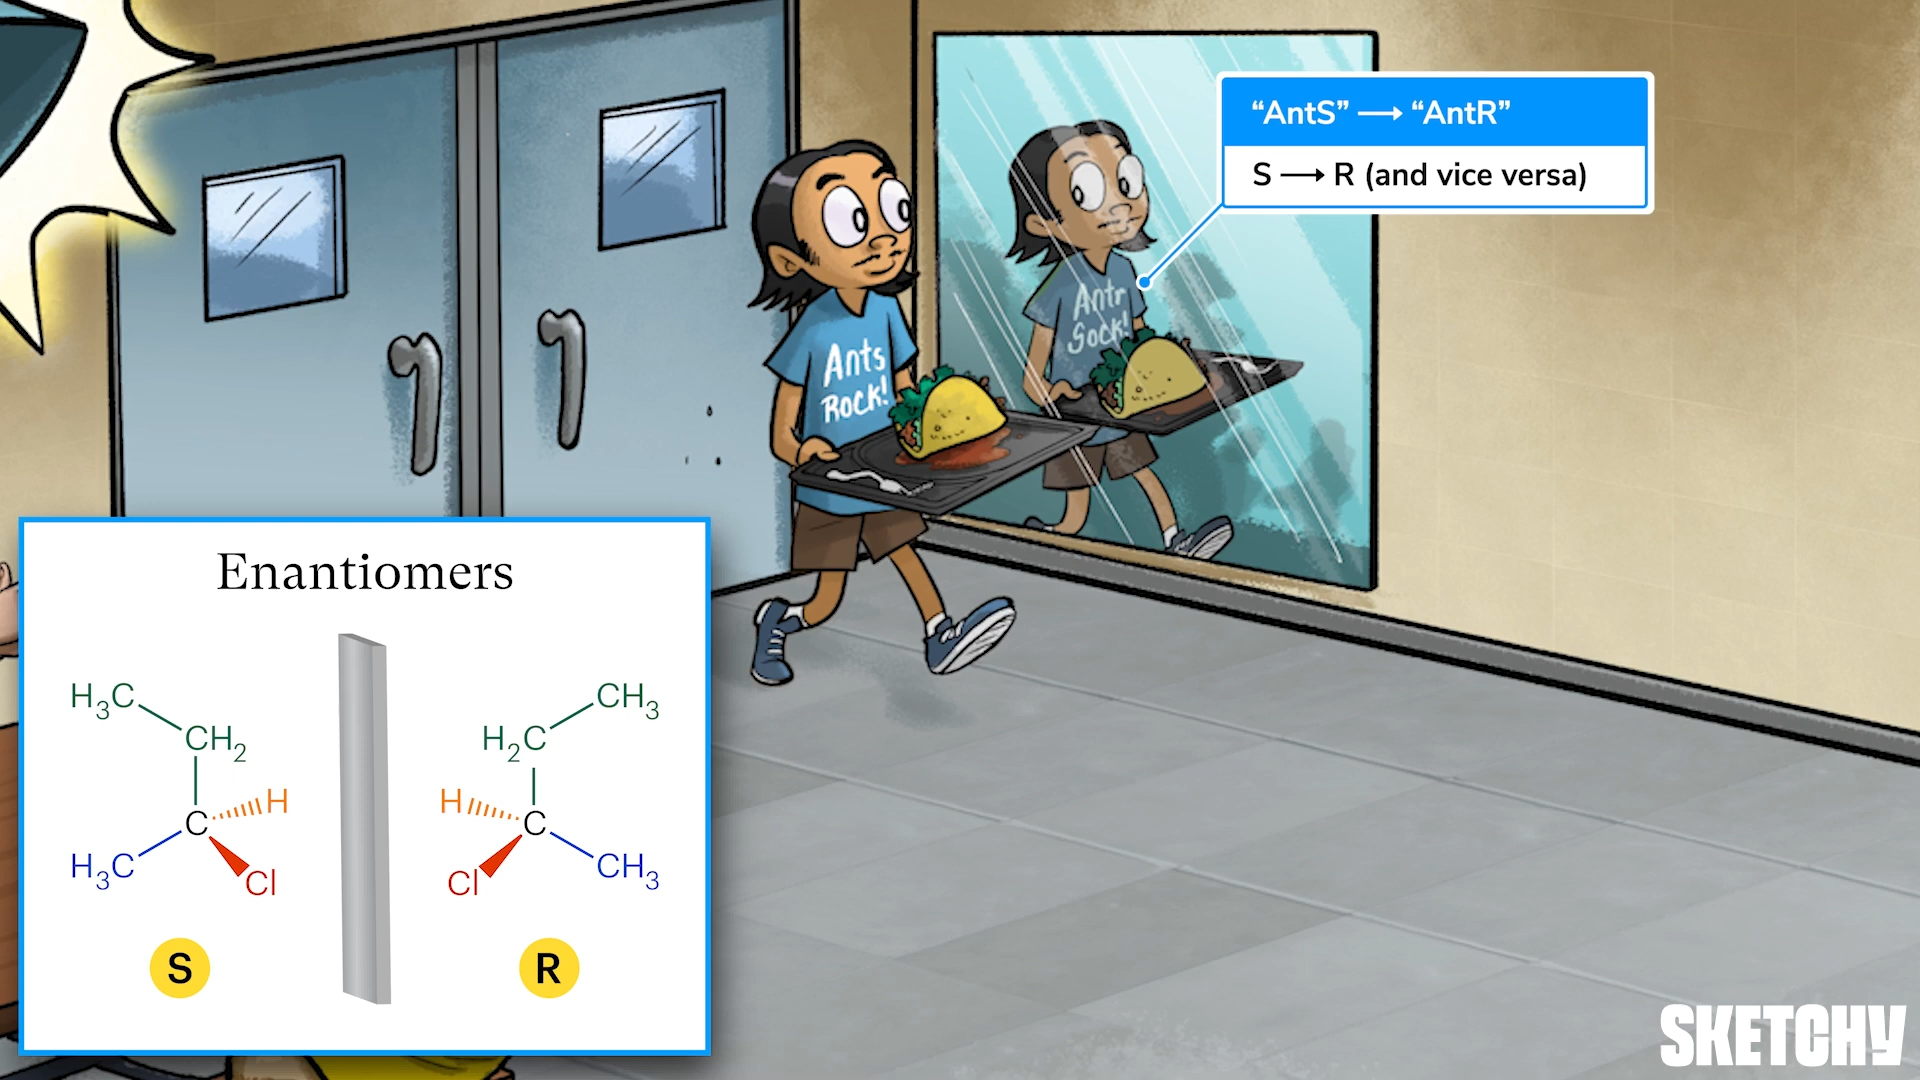 “AntS” ⟶ “AntR”
S ⟶ R (and vice versa)
Antr
Sock!
Ants
Rock!
Enantiomers
H₃C CH₃
CH₂ H₂C
H H
C C
H₃C CH₃
Cl Cl
S R
SKETCHY